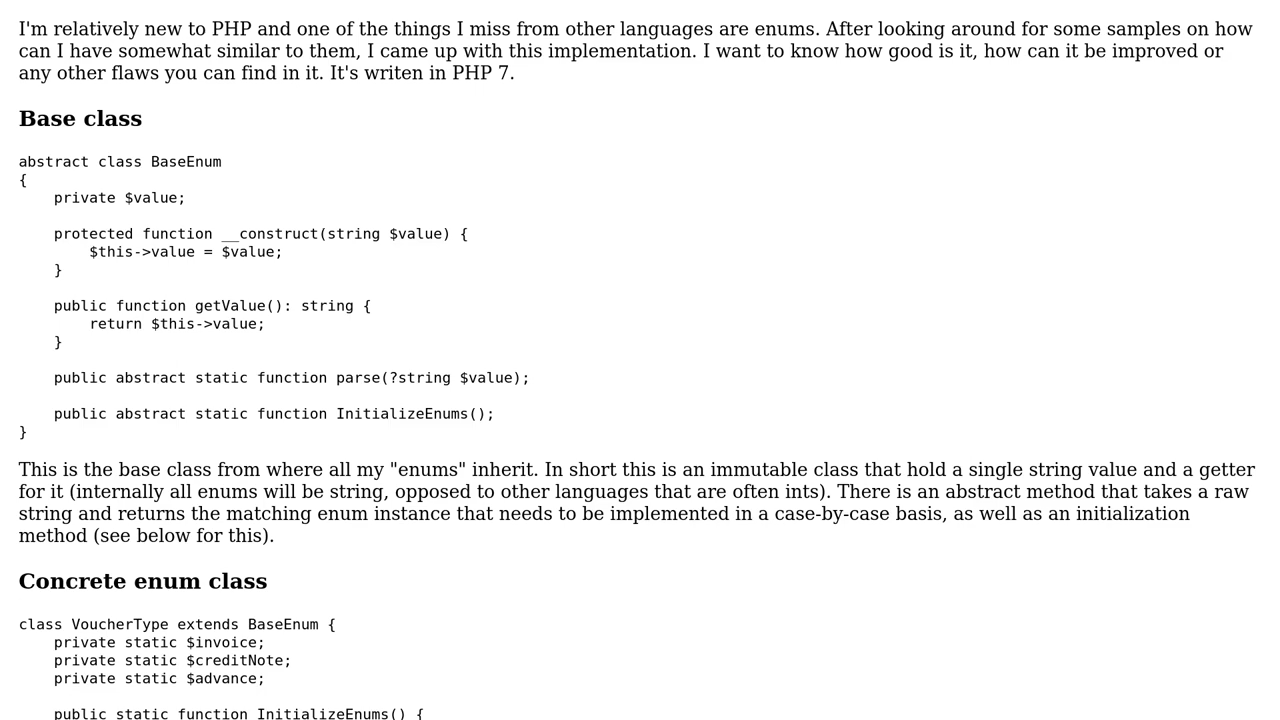 I'm relatively new to PHP and one of the things I miss from other languages are enums. After looking around for some samples on how
can I have somewhat similar to them, I came up with this implementation. I want to know how good is it, how can it be improved or
any other flaws you can find in it. It's writen in PHP 7.
Base class
abstract class BaseEnum
{
    private $value;
    protected function __construct(string $value) {
        $this->value = $value;
    }
    public function getValue(): string {
        return $this->value;
    }
    public abstract static function parse(?string $value);
    public abstract static function InitializeEnums();
}
This is the base class from where all my "enums" inherit. In short this is an immutable class that hold a single string value and a getter
for it (internally all enums will be string, opposed to other languages that are often ints). There is an abstract method that takes a raw
string and returns the matching enum instance that needs to be implemented in a case-by-case basis, as well as an initialization
method (see below for this).
Concrete enum class
class VoucherType extends BaseEnum {
    private static $invoice;
    private static $creditNote;
    private static $advance;
    public static function InitializeEnums() {